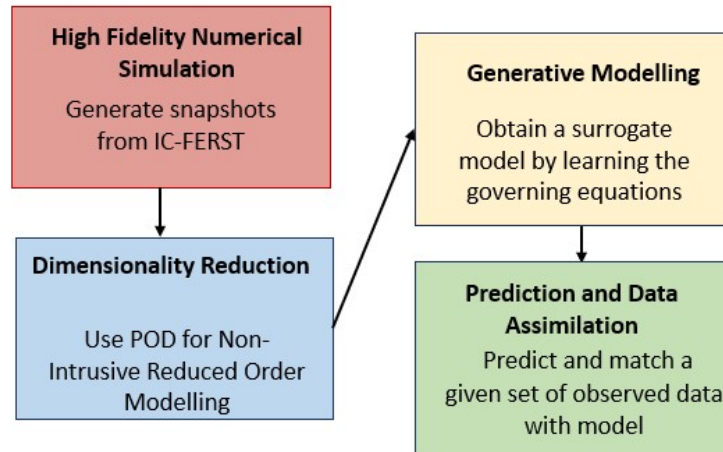 High Fidelity Numerical
Simulation
Generate snapshots
from IC-FERST
Dimensionality Reduction
Use POD for Non-
Intrusive Reduced Order
Modelling
Generative Modelling
Obtain a surrogate
model by learning the
governing equations
Prediction and Data
Assimilation
Predict and match a
given set of observed data
with model